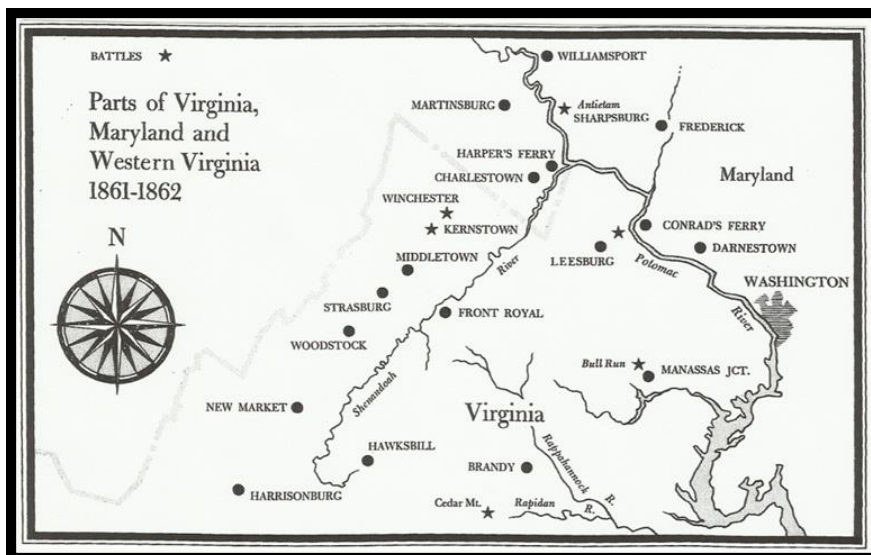 BATTLES
Parts of Virginia,
Maryland and
Western Virginia
1861-1862
N
WILLIAMSPORT
MARTINSBURG
Antietam
SHARPSBURG
FREDERICK
HARPER'S FERRY
CHARLESTOWN
Maryland
WINCHESTER
KERNSTOWN
CONRAD'S FERRY
DARNESTOWN
LEESBURG
MIDDLETOWN
River
Potomac
River
WASHINGTON
STRASBURG
FRONT ROYAL
WOODSTOCK
Bull Run
MANASSAS JCT.
Shenandoah
NEW MARKET
Virginia
HAWKSBILL
BRANDY
Rappahannock
R.
HARRISONBURG
Cedar Mt.
Rapidan
R.